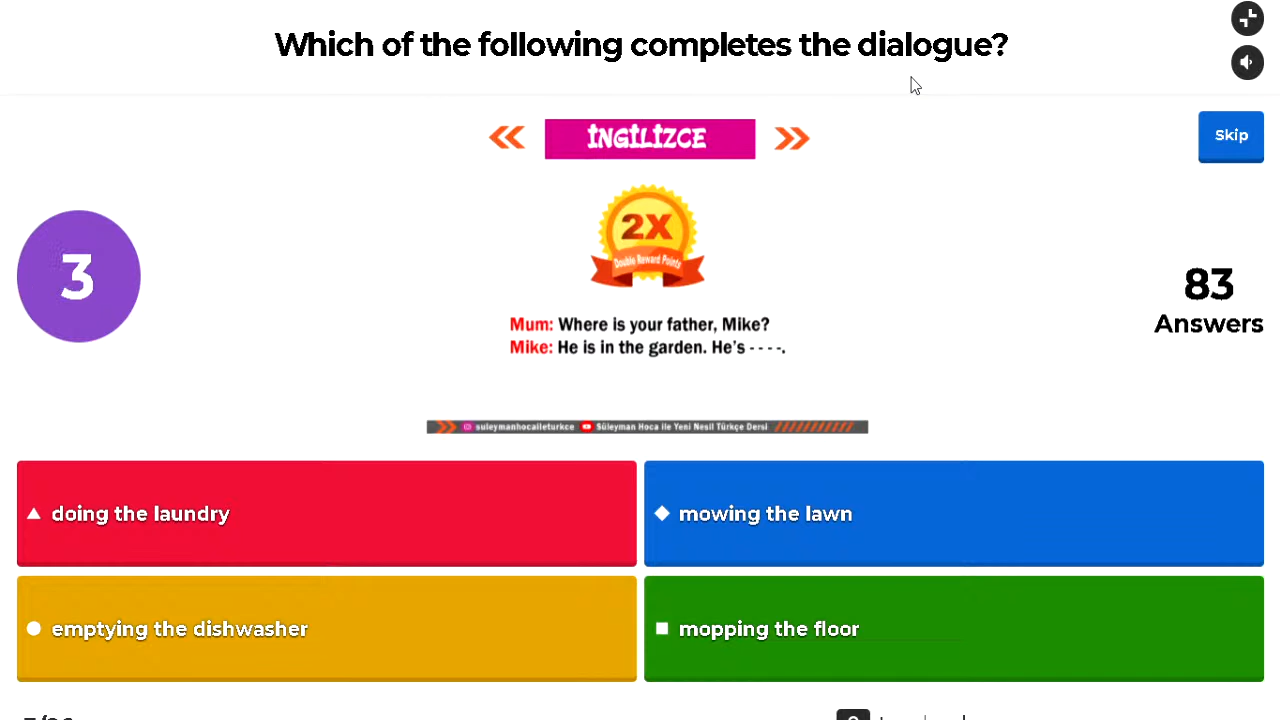 Which of the following completes the dialogue?
İNGİLİZCE
Skip
2X
Double Reward Points
3
83
Answers
Mum: Where is your father, Mike?
Mike: He is in the garden. He's - - - -.
suleymanhocaileturkce Süleyman Hoca ile Yeni Nesil Türkçe Dersi
doing the laundry
mowing the lawn
emptying the dishwasher
mopping the floor